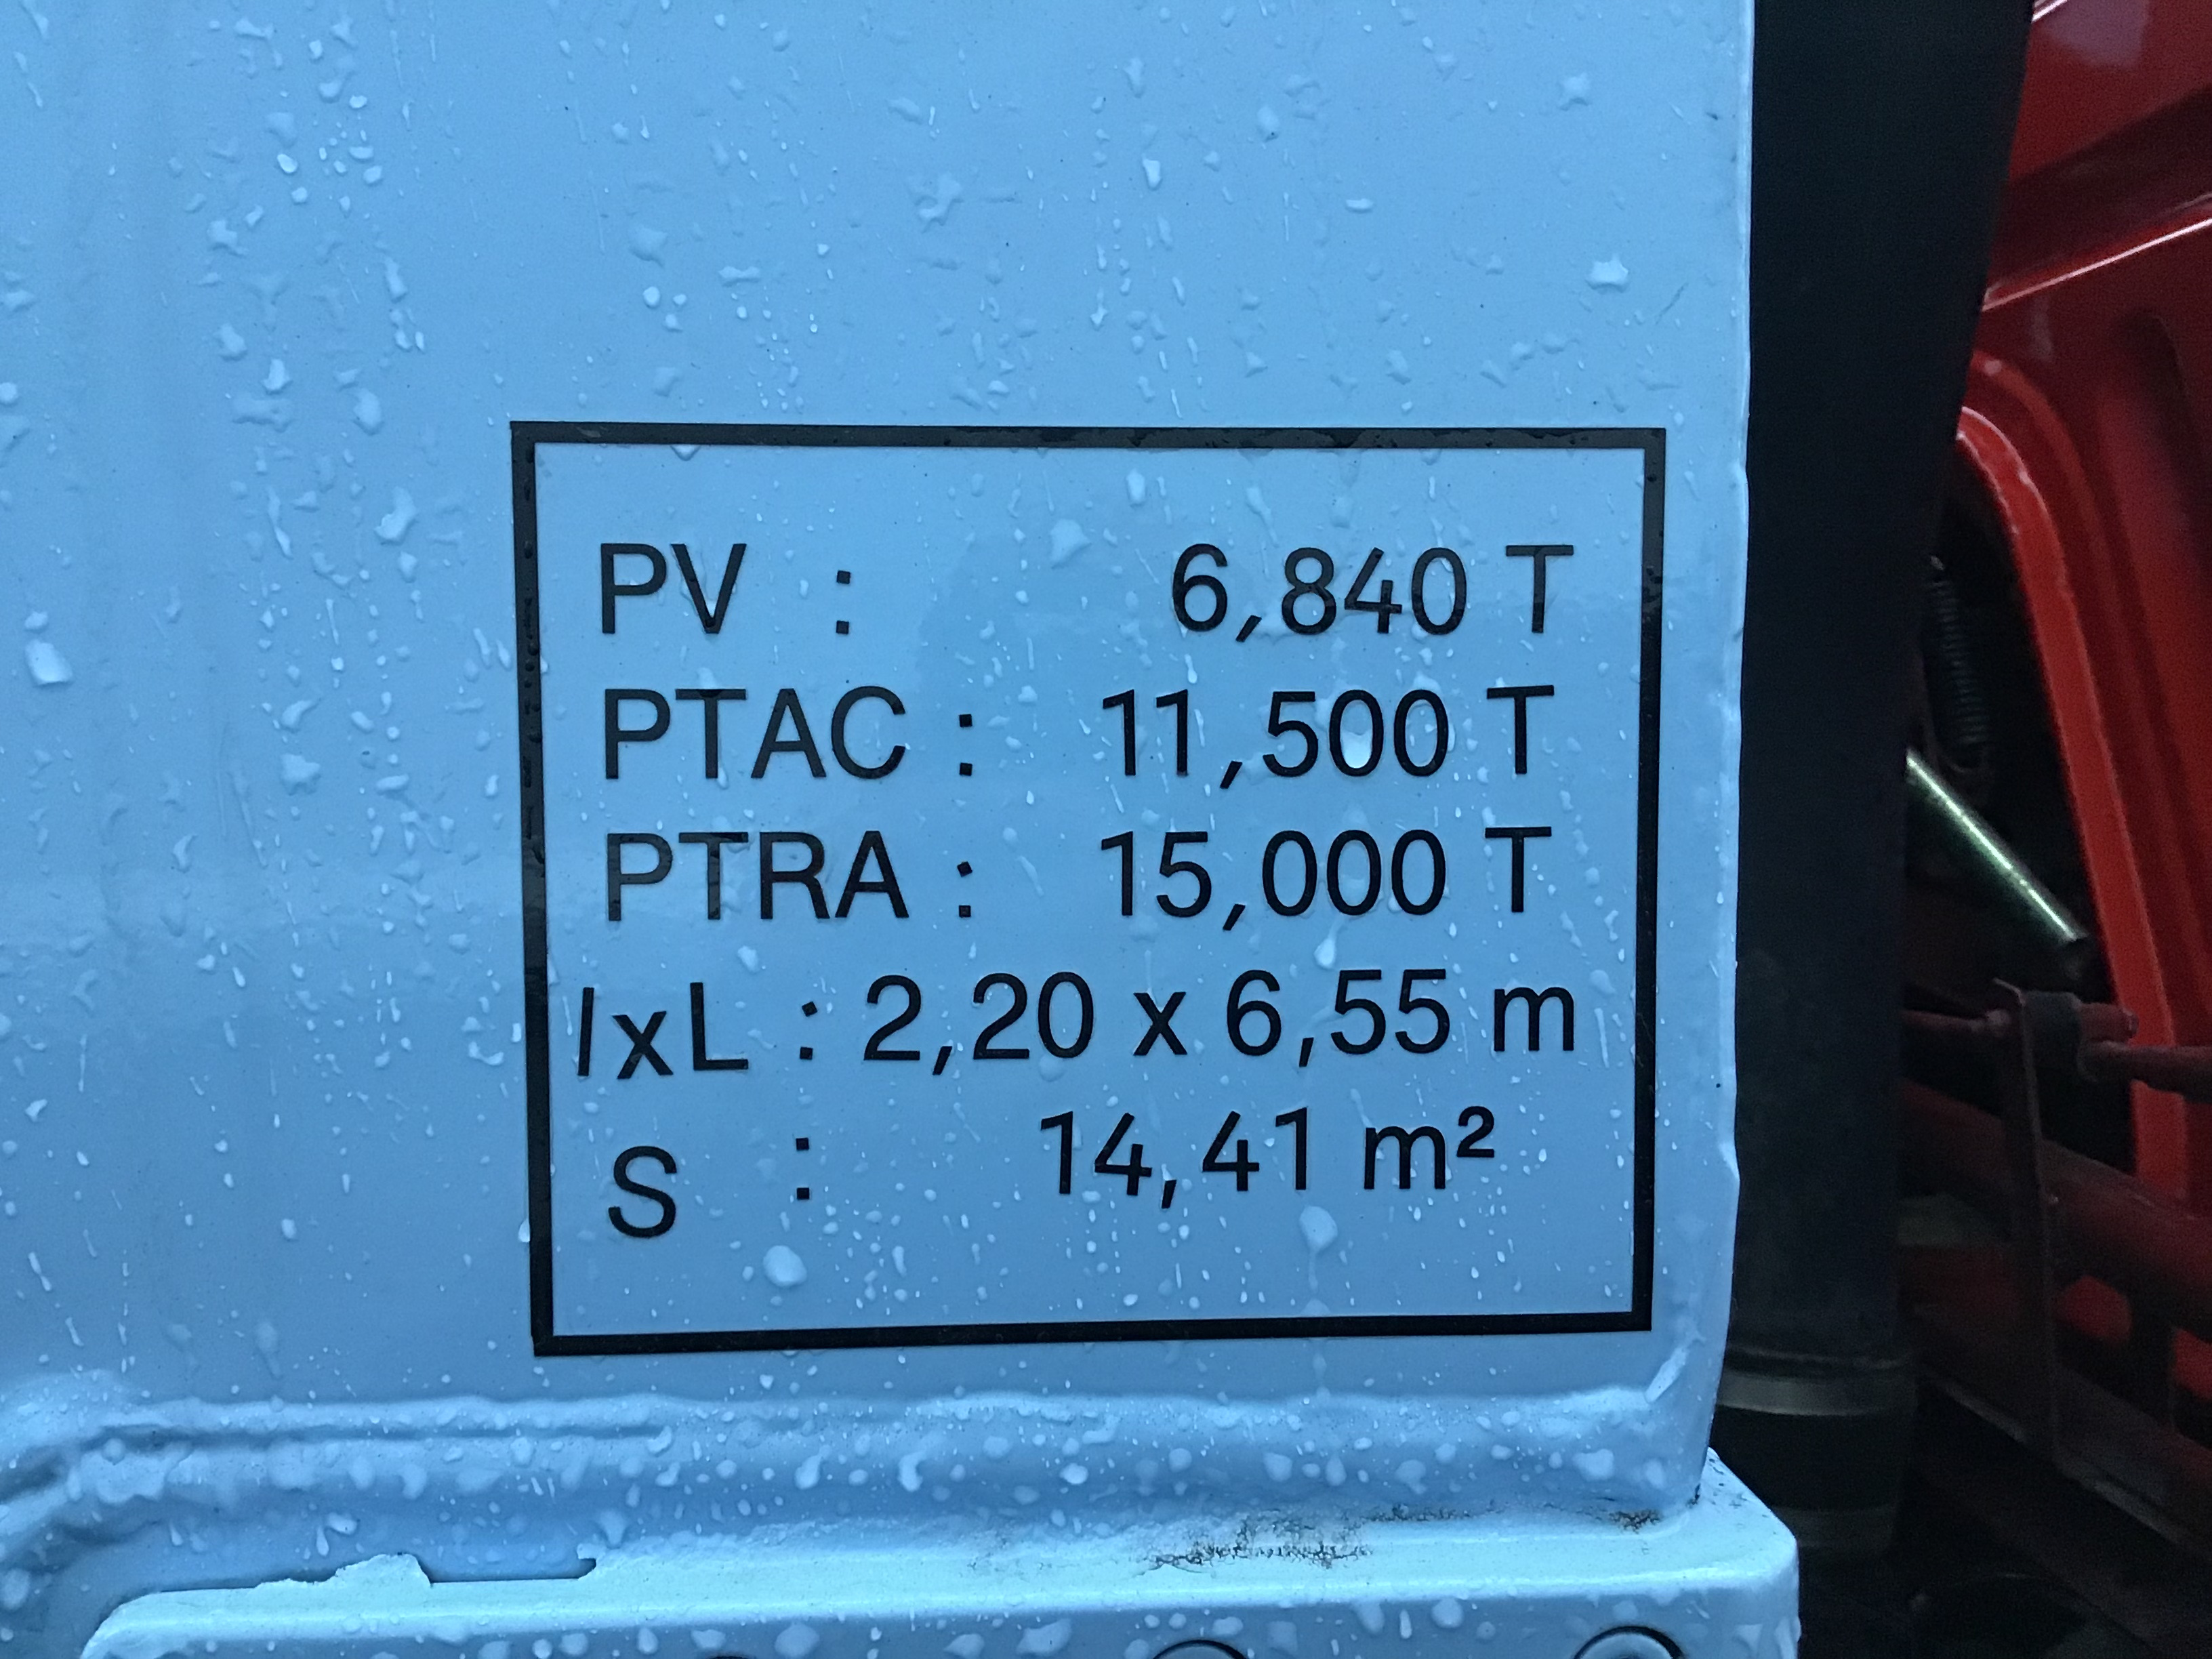 PV : 6,840 T
PTAC : 11,500 T
PTRA : 15,000 T
lxL : 2,20 x 6,55 m
S : 14,41 m²